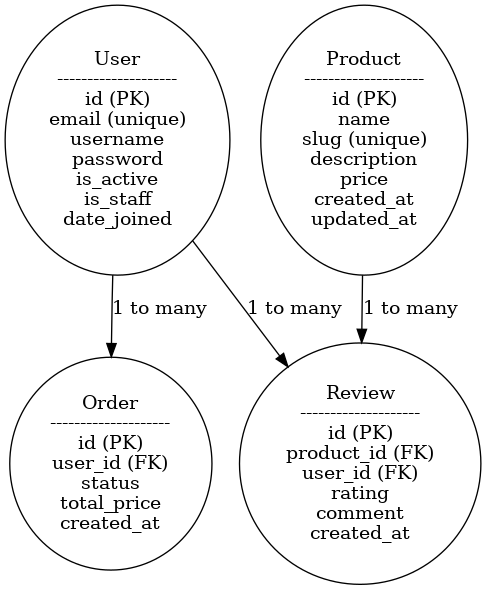 User
--------------------
id (PK)
email (unique)
username
password
is_active
is_staff
date_joined
Product
--------------------
id (PK)
name
slug (unique)
description
price
created_at
updated_at
1 to many
1 to many
1 to many
Order
--------------------
id (PK)
user_id (FK)
status
total_price
created_at
Review
--------------------
id (PK)
product_id (FK)
user_id (FK)
rating
comment
created_at